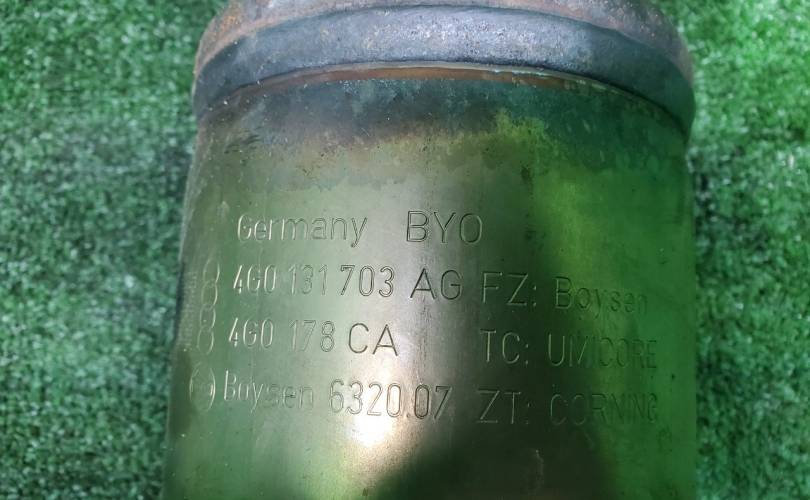 Germany BYO
4G0 131 703 AG FZ: Boysen
4G0 178 CA TC: UMICORE
Boysen 6320.07 ZT: CORNING